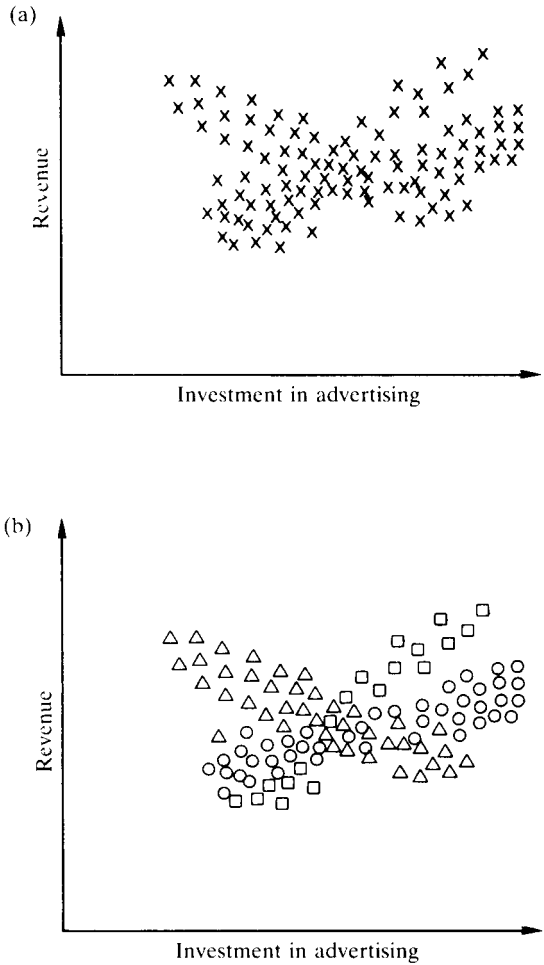 (a)
Revenue
Investment in advertising
(b)
Revenue
Investment in advertising